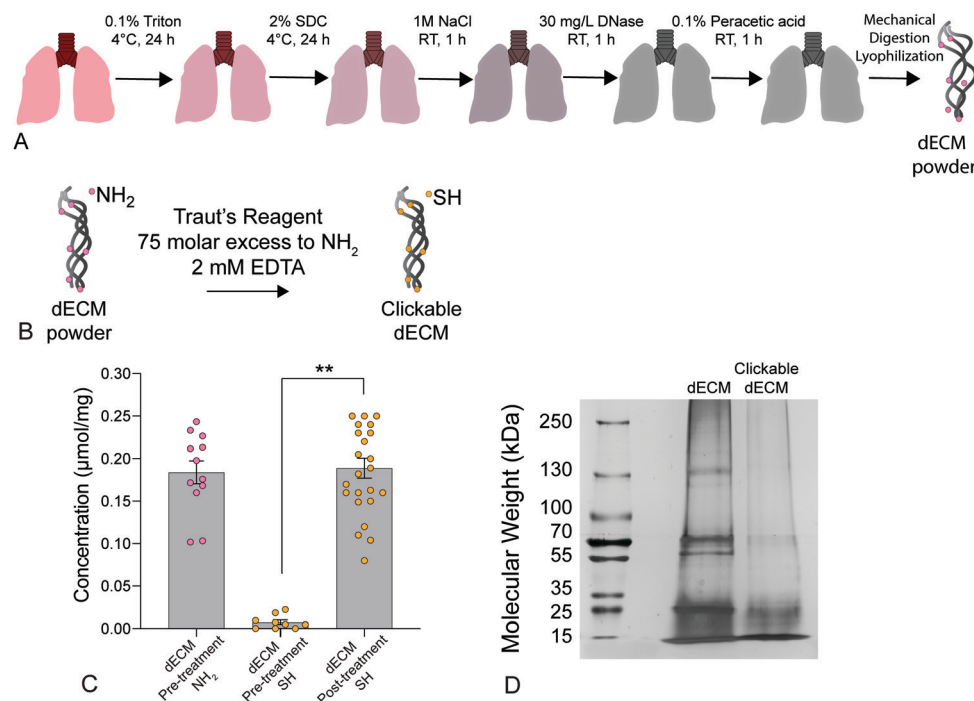 0.1% Triton
4°C, 24 h
2% SDC
4°C, 24 h
1M NaCl
RT, 1 h
30 mg/L DNase
RT, 1 h
0.1% Peracetic acid
RT, 1 h
Mechanical
Digestion
Lyophilization
dECM
powder
A
NH₂
dECM
powder
Traut's Reagent
75 molar excess to NH₂
2 mM EDTA
SH
Clickable
dECM
B
Concentration (µmol/mg)
0.30
0.25
0.20
0.15
0.10
0.05
0.00
**
dECM
Pre-treatment
NH₂
dECM
Pre-treatment
SH
dECM
Post-treatment
SH
C
Molecular Weight (kDa)
250
130
100
70
55
35
25
15
dECM
Clickable
dECM
D